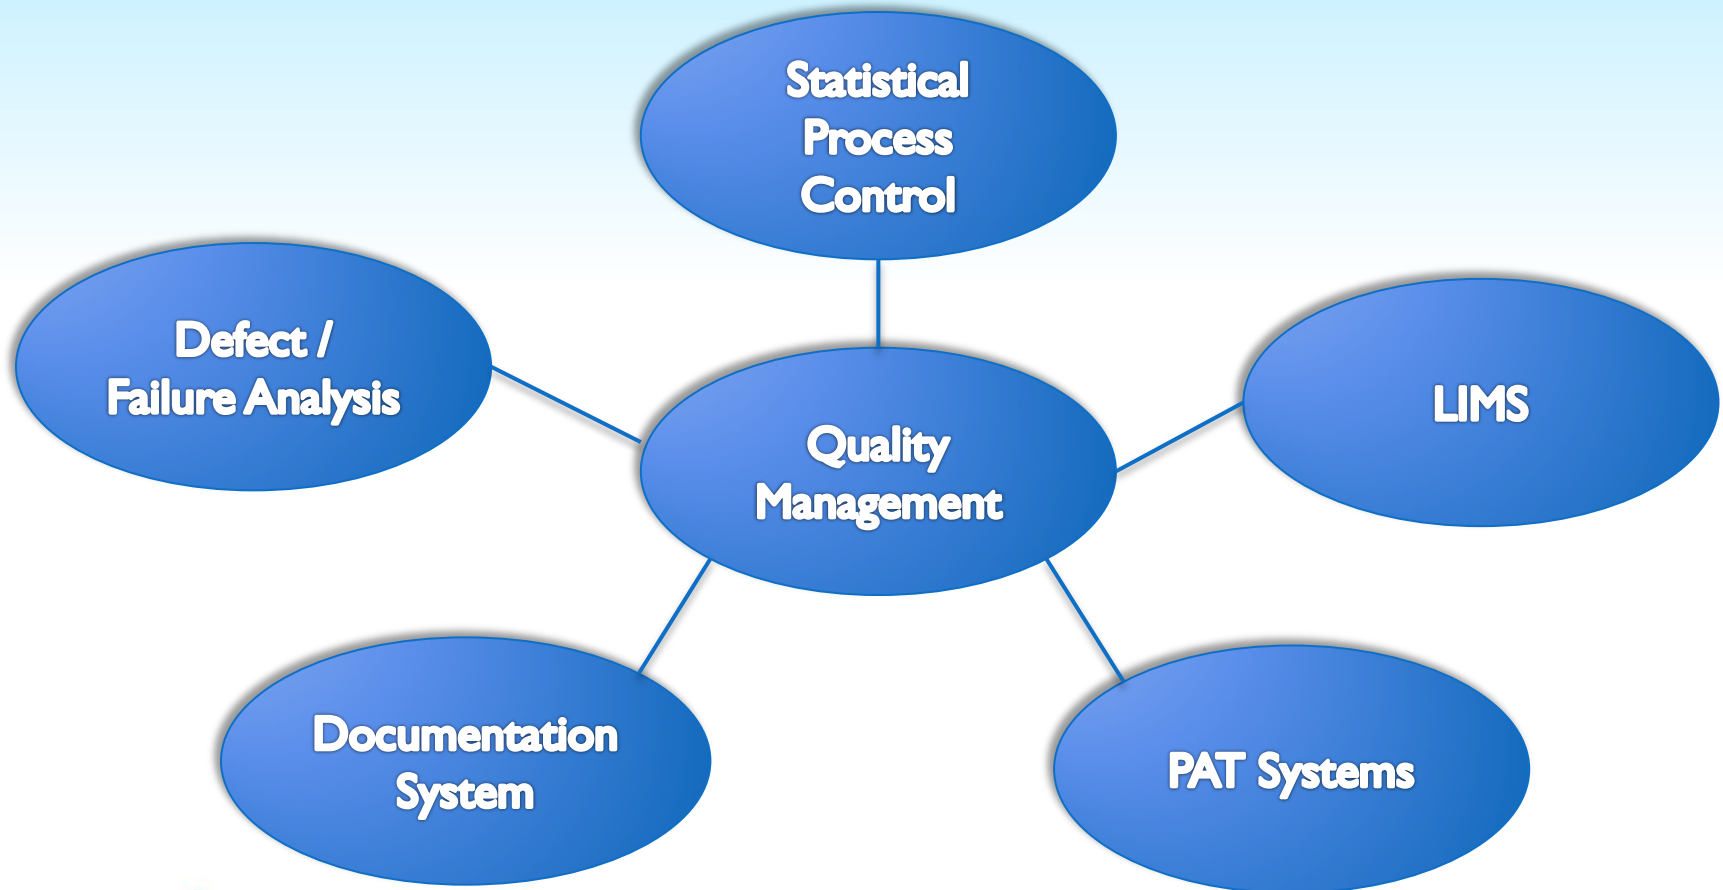 Statistical
Process
Control
Defect /
Failure Analysis
LIMS
Quality
Management
Documentation
System
PAT Systems